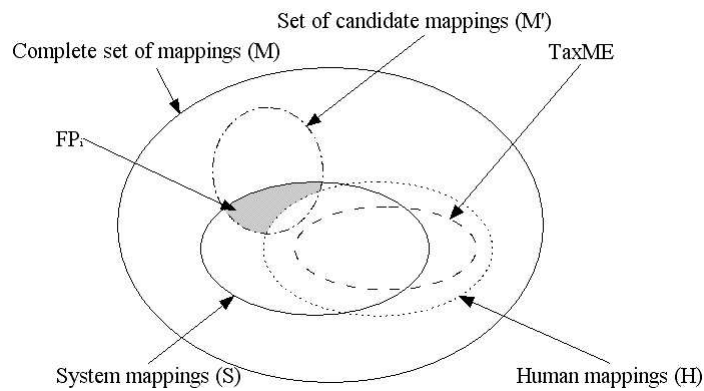 Set of candidate mappings (M')
Complete set of mappings (M)
TaxME
FPi
System mappings (S)
Human mappings (H)